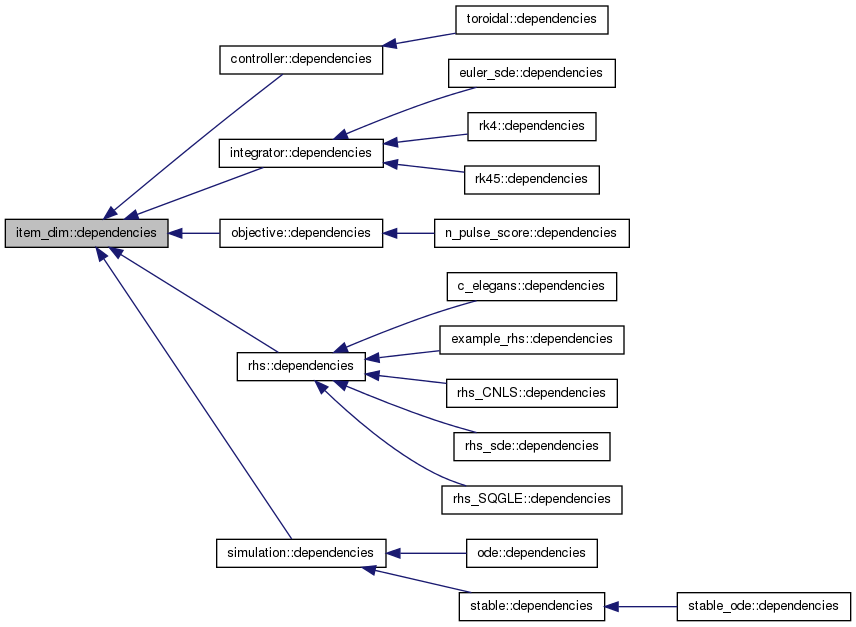 toroidal::dependencies
controller::dependencies
euler_sde::dependencies
rk4::dependencies
integrator::dependencies
rk45::dependencies
item_dim::dependencies
objective::dependencies
n_pulse_score::dependencies
c_elegans::dependencies
example_rhs::dependencies
rhs::dependencies
rhs_CNLS::dependencies
rhs_sde::dependencies
rhs_SQGLE::dependencies
simulation::dependencies
ode::dependencies
stable::dependencies
stable_ode::dependencies